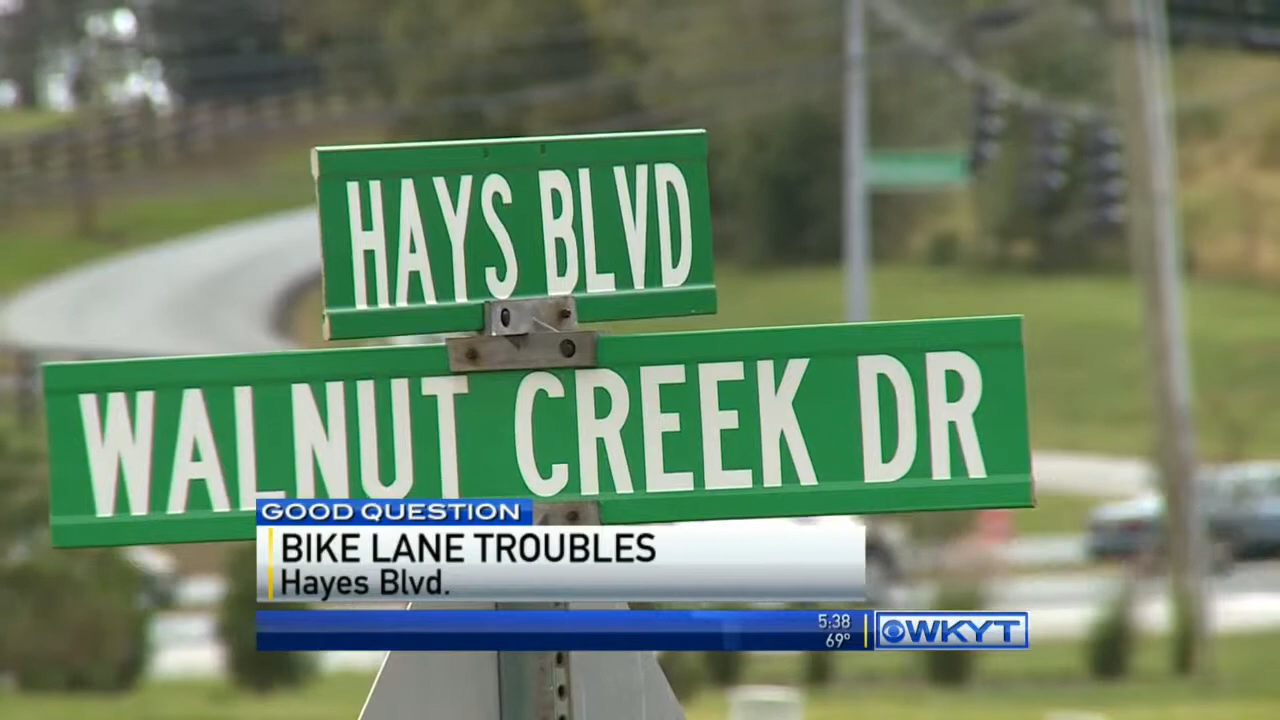 HAYS BLVD
WALNUT CREEK DR
GOOD QUESTION
BIKE LANE TROUBLES
Hayes Blvd.
5:38
69°
WKYT